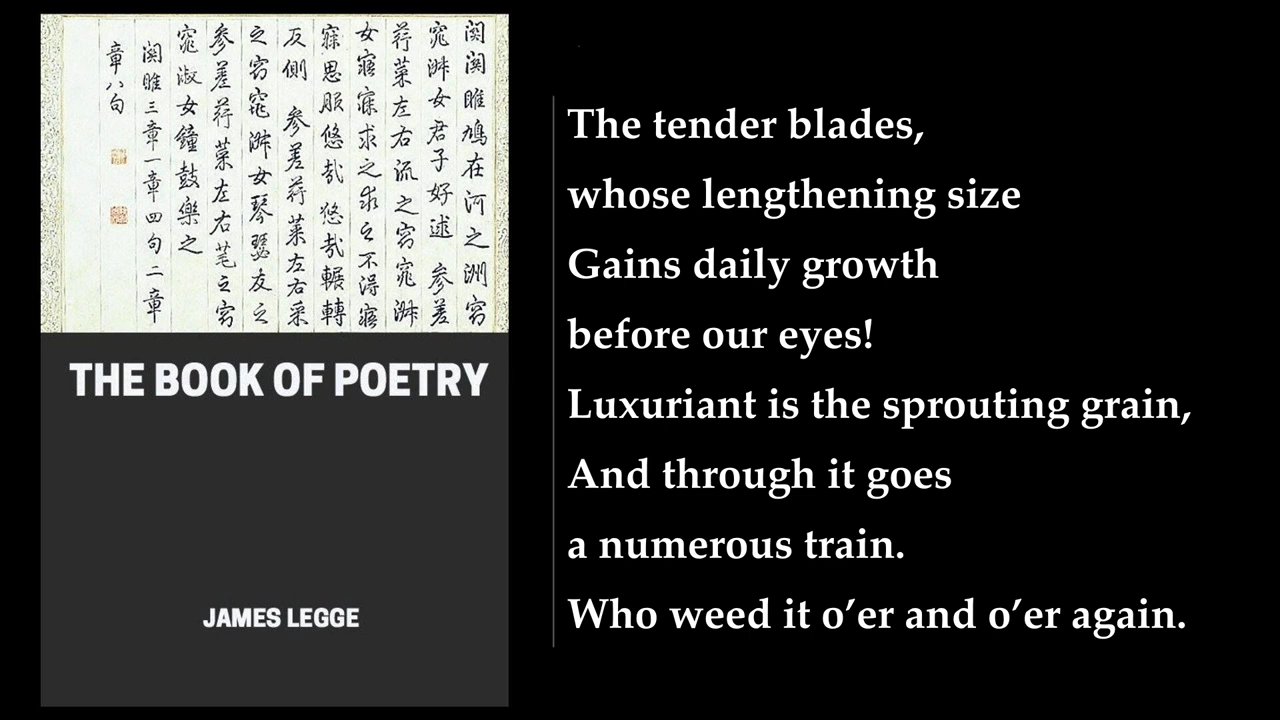 關關雎鳩在河之洲窈
窕淑女君子好逑 參差
荇菜左右流之窈窕淑
女寤寐求之求之不得寤
寐思服悠哉悠哉輾轉
反側 參差荇菜左右采
之窈窕淑女琴瑟友之
參差荇菜左右芼之窈
窕淑女鐘鼓樂之
關雎三章一章四句二章
章八句
THE BOOK OF POETRY
JAMES LEGGE
The tender blades,
whose lengthening size
Gains daily growth
before our eyes!
Luxuriant is the sprouting grain,
And through it goes
a numerous train.
Who weed it o’er and o’er again.